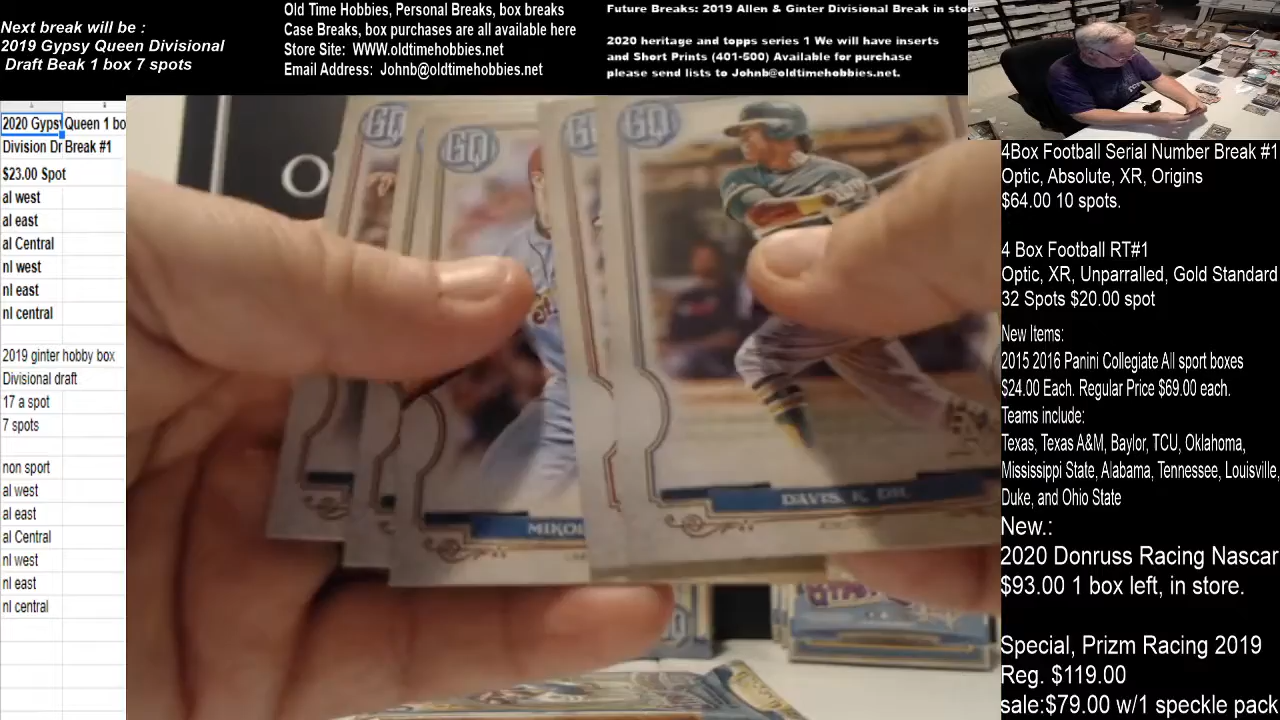 Next break will be :
2019 Gypsy Queen Divisional
Draft Beak 1 box 7 spots
Old Time Hobbies, Personal Breaks, box breaks
Case Breaks, box purchases are all available here
Store Site: WWW.oldtimehobbies.net
Email Address: Johnb@oldtimehobbies.net
Future Breaks: 2019 Allen & Ginter Divisional Break in store
2020 heritage and topps series 1 We will have inserts
and Short Prints (401-500) Available for purchase
please send lists to Johnb@oldtimehobbies.net.
2020 Gypsy Queen 1 bo
Division Dr Break #1
$23.00 Spot
al west
al east
al Central
nl west
nl east
nl central
2019 ginter hobby box
Divisional draft
17 a spot
7 spots
non sport
al west
al east
al Central
nl west
nl east
nl central
GQ
GQ
GQ
O
DAVIS, K
4Box Football Serial Number Break #1
Optic, Absolute, XR, Origins
$64.00 10 spots.
4 Box Football RT#1
Optic, XR, Unparralled, Gold Standard
32 Spots $20.00 spot
New Items:
2015 2016 Panini Collegiate All sport boxes
$24.00 Each. Regular Price $69.00 each.
Teams include:
Texas, Texas A&M, Baylor, TCU, Oklahoma,
Mississippi State, Alabama, Tennessee, Louisville,
Duke, and Ohio State
New.:
2020 Donruss Racing Nascar
$93.00 1 box left, in store.
Special, Prizm Racing 2019
Reg. $119.00
sale:$79.00 w/1 speckle pack